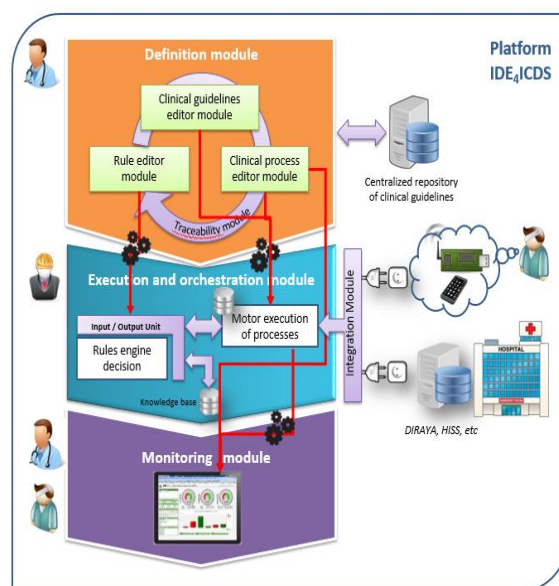 Definition module
Platform
IDE4ICDS
Clinical guidelines
editor module
Rule editor
module
Clinical process
editor module
Traceability module
Centralized repository
of clinical guidelines
Execution and orchestration module
Input / Output Unit
Rules engine
decision
Motor execution
of processes
Knowledge base
Integration Module
HOSPITAL
DIRAYA, HISS, etc
Monitoring module